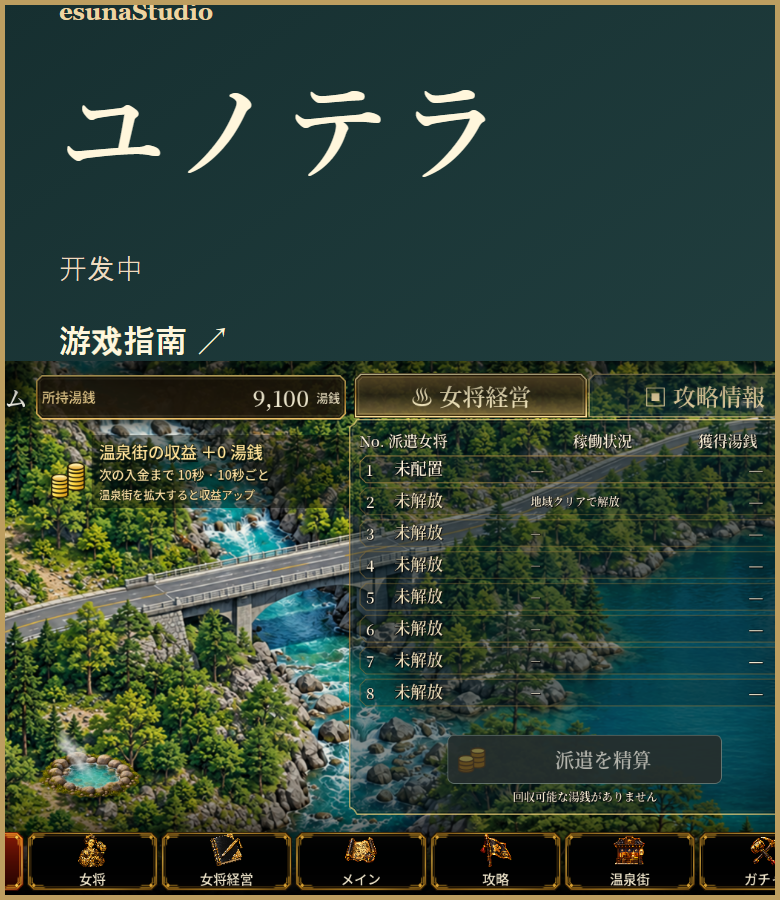 esunaStudio
ユノテラ
开发中
游戏指南 ↗
ム
所持湯銭 9,100 湯銭
女将経営
攻略情報
温泉街の収益 +0 湯銭
次の入金まで 10秒・10秒ごと
温泉街を拡大すると収益アップ
No. 派遣女将 稼働状況 獲得湯銭
1 未配置 — —
2 未解放 地域クリアで解放 —
3 未解放 — —
4 未解放 — —
5 未解放 — —
6 未解放 — —
7 未解放 — —
8 未解放 — —
派遣を精算
回収可能な湯銭がありません
女将 女将経営 メイン 攻略 温泉街 ガチ